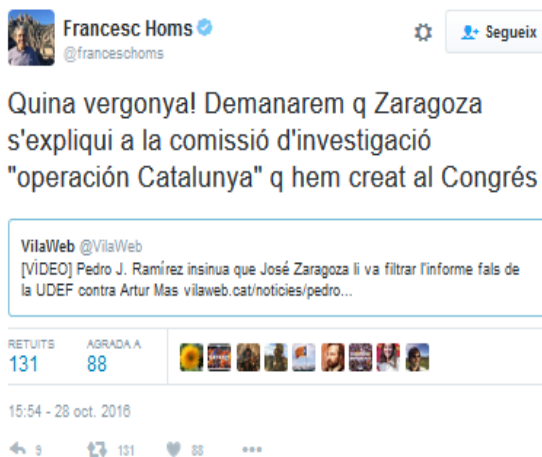 Francesc Homs
@franceschoms
Segueix
Quina vergonya! Demanarem q Zaragoza
s'expliqui a la comissió d'investigació
"operación Catalunya" q hem creat al Congrés
VilaWeb @VilaWeb
[VÍDEO] Pedro J. Ramírez insinua que José Zaragoza li va filtrar l'informe fals de
la UDEF contra Artur Mas vilaweb.cat/noticies/pedro...
RETUITS AGRADA A
131 88
15:54 - 28 oct. 2016
9 131 88